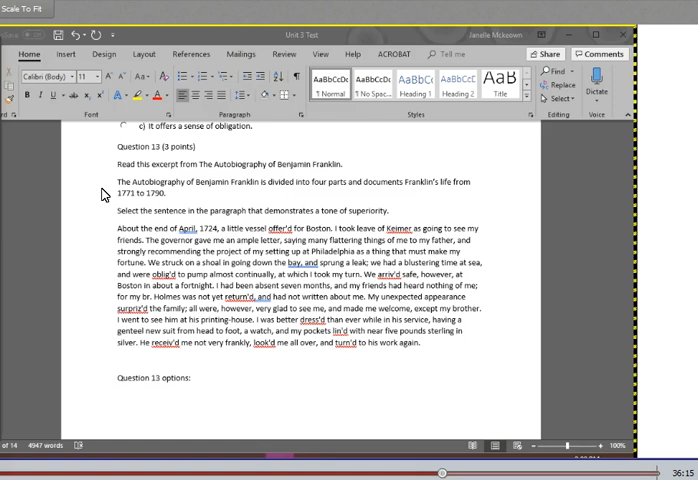 Scale To Fit
Unit 3 Test
Janelle Mckeown
Home Insert Draw Design Layout References Mailings Review View Help ACROBAT Tell me Share Comments
Calibri (Body) 11 Aa
AaBbCcDc AaBbCcDc AaBbCc AaBbCcD AaB
¶ Normal ¶ No Spac... Heading 1 Heading 2 Title
Find
Replace
Select
Dictate
Font Paragraph Styles Editing Voice
c) It offers a sense of obligation.
Question 13 (3 points)
Read this excerpt from The Autobiography of Benjamin Franklin.
The Autobiography of Benjamin Franklin is divided into four parts and documents Franklin's life from
1771 to 1790.
Select the sentence in the paragraph that demonstrates a tone of superiority.
About the end of April, 1724, a little vessel offer'd for Boston. I took leave of Keimer as going to see my
friends. The governor gave me an ample letter, saying many flattering things of me to my father, and
strongly recommending the project of my setting up at Philadelphia as a thing that must make my
fortune. We struck on a shoal in going down the bay, and sprung a leak; we had a blustering time at sea,
and were oblig'd to pump almost continually, at which I took my turn. We arriv'd safe, however, at
Boston in about a fortnight. I had been absent seven months, and my friends had heard nothing of me;
for my br. Holmes was not yet return'd, and had not written about me. My unexpected appearance
surpriz'd the family; all were, however, very glad to see me, and made me welcome, except my brother.
I went to see him at his printing-house. I was better dress'd than ever while in his service, having a
genteel new suit from head to foot, a watch, and my pockets lin'd with near five pounds sterling in
silver. He receiv'd me not very frankly, look'd me all over, and turn'd to his work again.
Question 13 options:
of 14 4947 words 100%
36:15